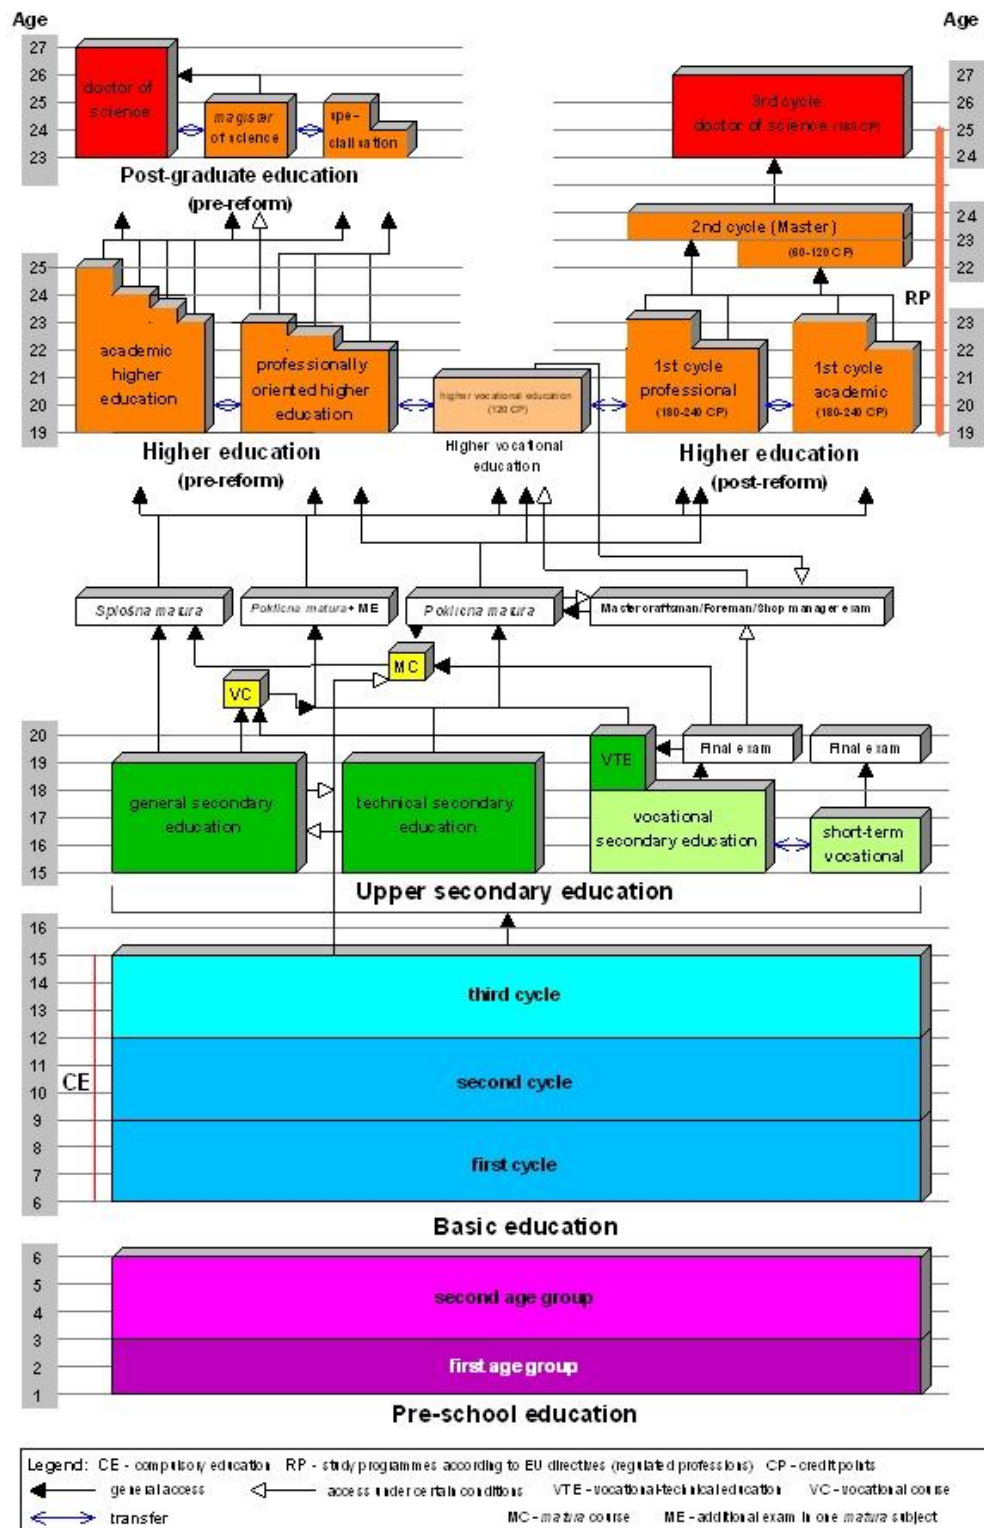 Age
Age
27
26
25
24
23
doctor of
science
magister
of science
spe-
cialisation
Post-graduate education
(pre-reform)
27
26
25
24
3rd cycle
doctor of science (180 CP)
24
23
22
2nd cycle (Master)
(60-120 CP)
RP
25
24
23
22
21
20
19
academic
higher
education
professionally
oriented higher
education
higher vocational education
(120 CP)
1st cycle
professional
(180-240 CP)
1st cycle
academic
(180-240 CP)
23
22
21
20
19
Higher education
(pre-reform)
Higher vocational
education
Higher education
(post-reform)
Splošna matura
Poklicna matura + ME
Poklicna matura
Mastercraftsman/Foreman/Shop manager exam
MC
VC
20
19
18
17
16
15
general secondary
education
technical secondary
education
VTE
Final exam
Final exam
vocational
secondary education
short-term
vocational
Upper secondary education
16
15
14
13
12
11
10
9
8
7
6
CE
third cycle
second cycle
first cycle
Basic education
6
5
4
3
2
1
second age group
first age group
Pre-school education
Legend: CE - compulsory education RP - study programmes according to EU directives (regulated professions) CP - credit points
general access access under certain conditions VTE - vocational-technical education VC - vocational course
transfer MC - matura course ME - additional exam in one matura subject